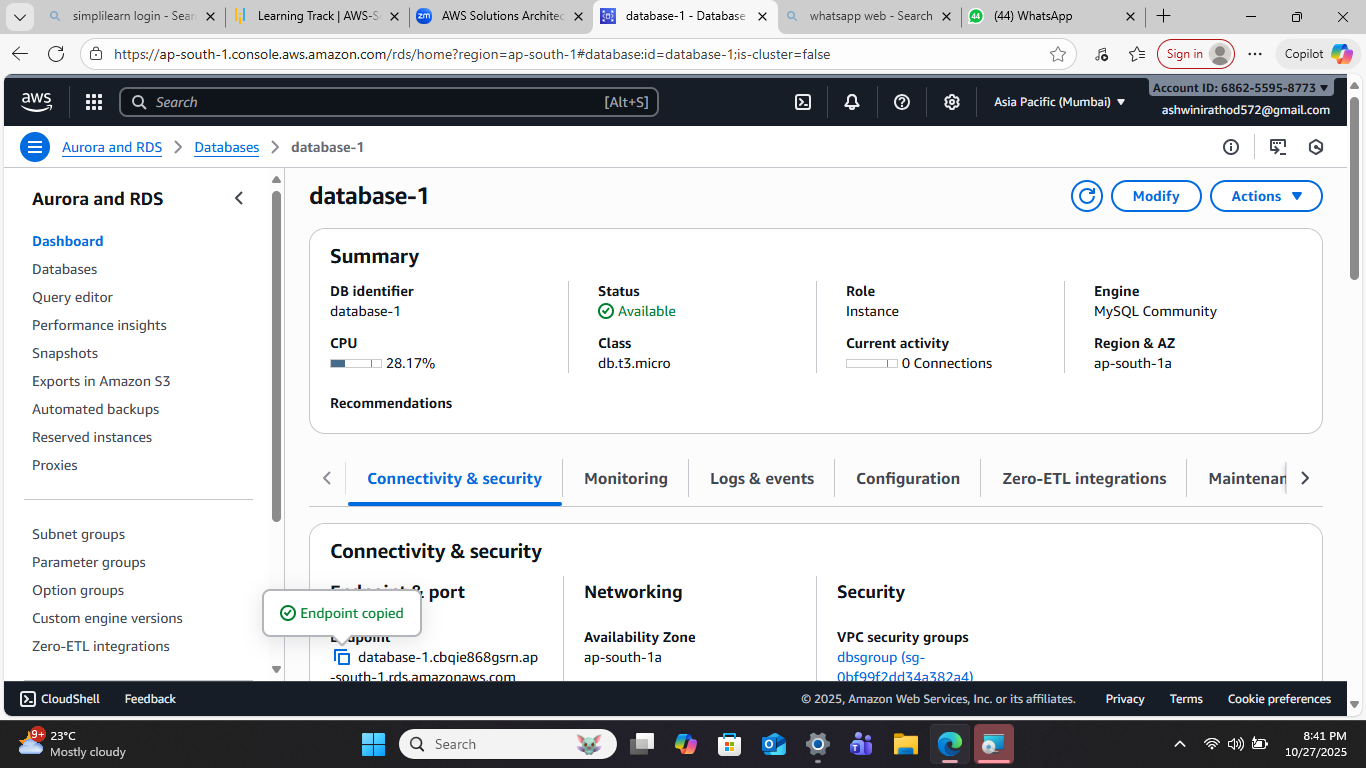 simplilearn login - Sear
Learning Track | AWS-S
zm
AWS Solutions Architec
database-1 - Database
whatsapp web - Search
44
(44) WhatsApp
https://ap-south-1.console.aws.amazon.com/rds/home?region=ap-south-1#database:id=database-1;is-cluster=false
Sign in
Copilot
aws
Search
[Alt+S]
Asia Pacific (Mumbai)
Account ID: 6862-5595-8773
ashwinirathod572@gmail.com
Aurora and RDS
Databases
database-1
Aurora and RDS
Dashboard
Databases
Query editor
Performance insights
Snapshots
Exports in Amazon S3
Automated backups
Reserved instances
Proxies
Subnet groups
Parameter groups
Option groups
Custom engine versions
Zero-ETL integrations
database-1
Modify
Actions
Summary
DB identifier
database-1
Status
Available
Role
Instance
Engine
MySQL Community
CPU
28.17%
Class
db.t3.micro
Current activity
0 Connections
Region & AZ
ap-south-1a
Recommendations
Connectivity & security
Monitoring
Logs & events
Configuration
Zero-ETL integrations
Maintenan
Connectivity & security
Endpoint & port
Endpoint copied
Endpoint
database-1.cbqie868gsrn.ap
-south-1.rds.amazonaws.com
Networking
Availability Zone
ap-south-1a
Security
VPC security groups
dbsgroup (sg-
0bf99f2dd34a382a4)
CloudShell
Feedback
© 2025, Amazon Web Services, Inc. or its affiliates.
Privacy
Terms
Cookie preferences
9+
23°C
Mostly cloudy
Search
8:41 PM
10/27/2025